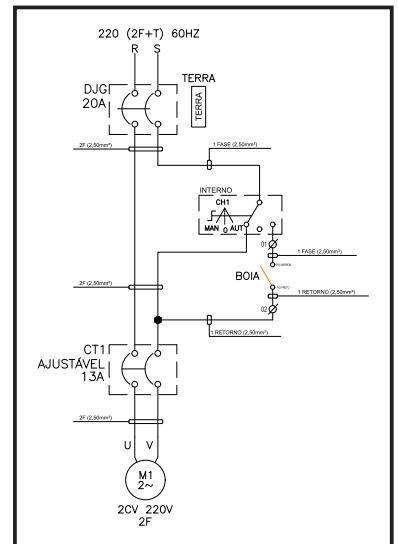 220 (2F+T) 60HZ
R S
TERRA
DJG
20A
TERRA
2F (2,50mm²)
1 FASE (2,50mm²)
INTERNO
CH1
MAN 0 AUT
01
1 FASE (2,50mm²)
BOIA
2F (2,50mm²)
1 RETORNO (2,50mm²)
02
1 RETORNO (2,50mm²)
CT1
AJUSTÁVEL
13A
2F (2,50mm²)
U V
M1
2~
2CV 220V
2F